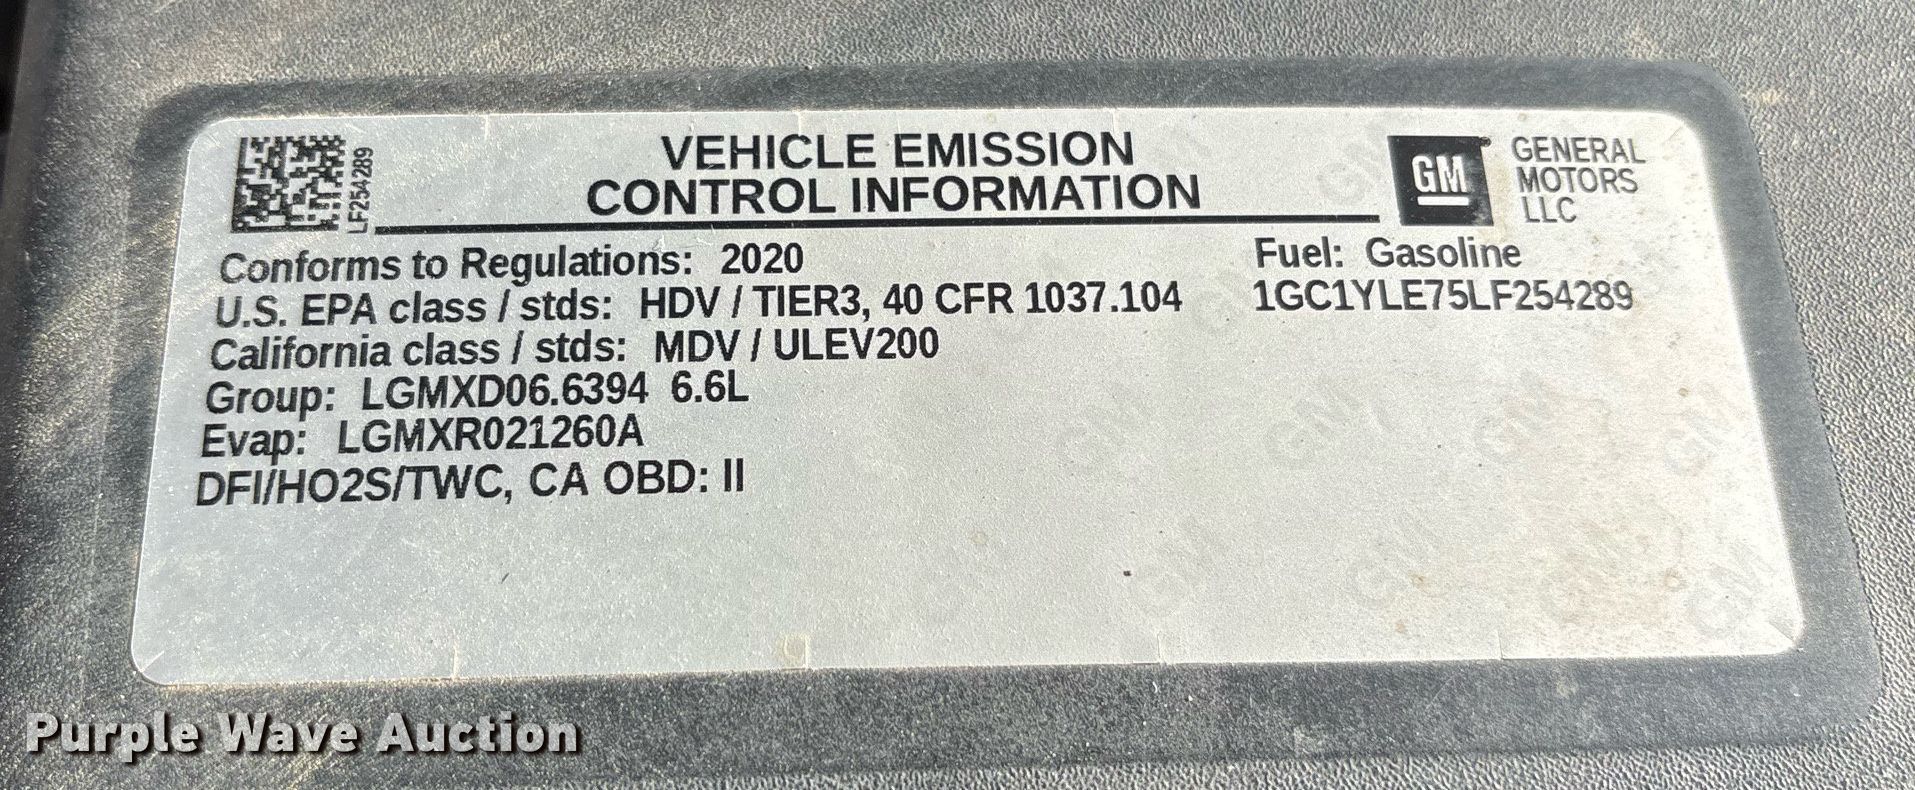 LF254289
VEHICLE EMISSION
CONTROL INFORMATION
GM
GENERAL
MOTORS
LLC
Conforms to Regulations: 2020
Fuel: Gasoline
U.S. EPA class / stds: HDV / TIER3, 40 CFR 1037.104
1GC1YLE75LF254289
California class / stds: MDV / ULEV200
Group: LGMXD06.6394 6.6L
Evap: LGMXR021260A
DFI/HO2S/TWC, CA OBD: II
Purple Wave Auction